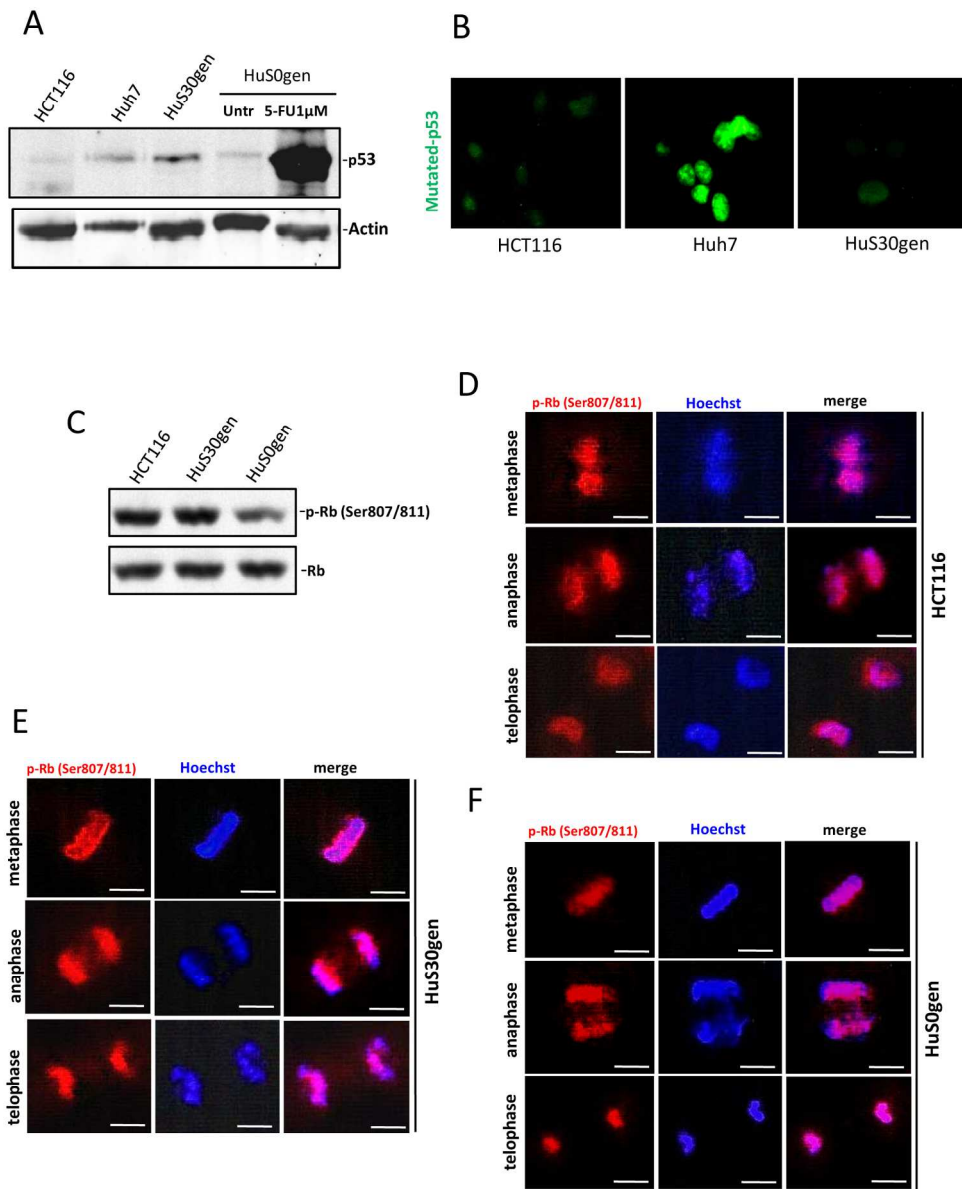 A
HCT116
Huh7
HuS30gen
HuS0gen
Untr 5-FU1µM
-p53
-Actin
B
Mutated-p53
HCT116
Huh7
HuS30gen
C
HCT116
HuS30gen
HuS0gen
-p-Rb (Ser807/811)
-Rb
D
p-Rb (Ser807/811) Hoechst merge
metaphase
anaphase
telophase
HCT116
E
p-Rb (Ser807/811) Hoechst merge
metaphase
anaphase
telophase
HuS30gen
F
p-Rb (Ser807/811) Hoechst merge
metaphase
anaphase
telophase
HuS0gen